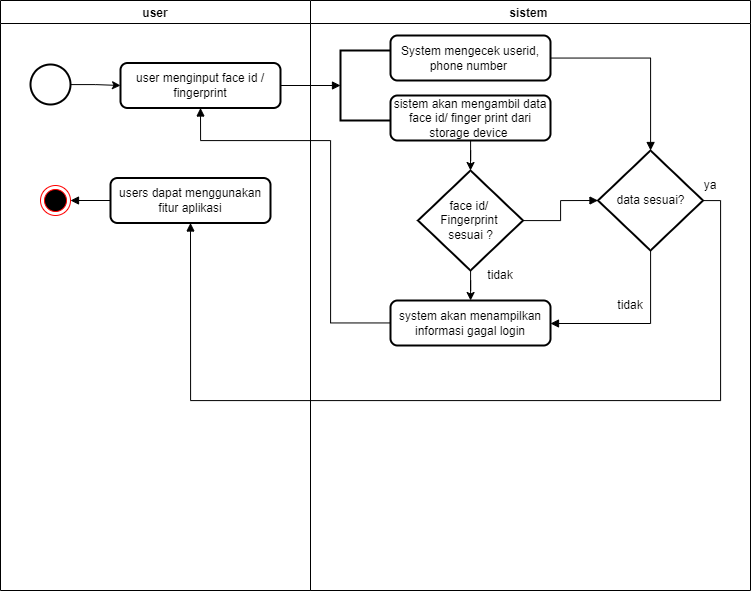 user
sistem
user menginput face id /
fingerprint
System mengecek userid,
phone number
sistem akan mengambil data
face id/ finger print dari
storage device
users dapat menggunakan
fitur aplikasi
face id/
Fingerprint
sesuai ?
data sesuai?
ya
tidak
tidak
system akan menampilkan
informasi gagal login